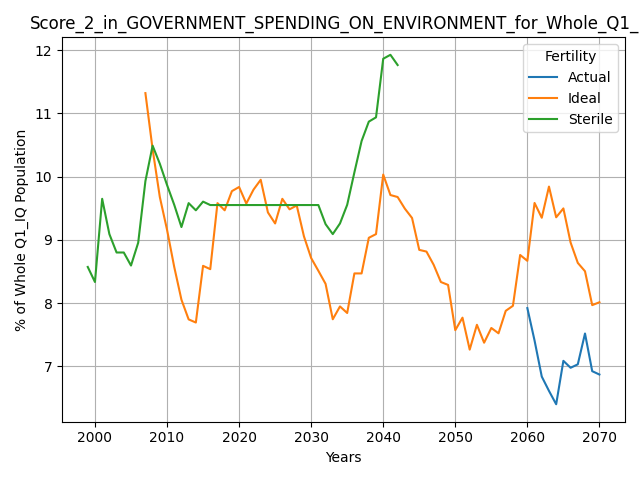 Score_2_in_GOVERNMENT_SPENDING_ON_ENVIRONMENT_for_Whole_Q1_
12
11
10
9
8
7
% of Whole Q1_IQ Population
Fertility
Actual
Ideal
Sterile
2000 2010 2020 2030 2040 2050 2060 2070
Years